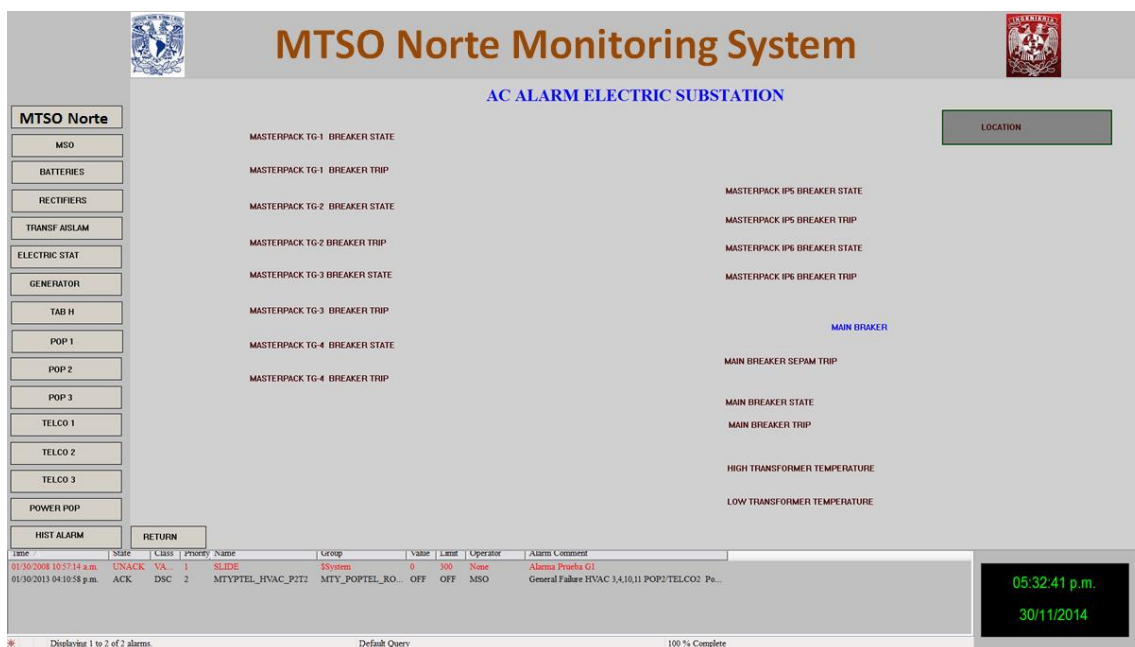 MTSO Norte Monitoring System
INGENIERIA
AC ALARM ELECTRIC SUBSTATION
MTSO Norte
MSO
BATTERIES
RECTIFIERS
TRANSF AISLAM
ELECTRIC STAT
GENERATOR
TAB H
POP 1
POP 2
POP 3
TELCO 1
TELCO 2
TELCO 3
POWER POP
HIST ALARM
RETURN
MASTERPACK TG-1 BREAKER STATE
MASTERPACK TG-1 BREAKER TRIP
MASTERPACK TG-2 BREAKER STATE
MASTERPACK TG-2 BREAKER TRIP
MASTERPACK TG-3 BREAKER STATE
MASTERPACK TG-3 BREAKER TRIP
MASTERPACK TG-4 BREAKER STATE
MASTERPACK TG-4 BREAKER TRIP
LOCATION
MASTERPACK IP5 BREAKER STATE
MASTERPACK IP5 BREAKER TRIP
MASTERPACK IP6 BREAKER STATE
MASTERPACK IP6 BREAKER TRIP
MAIN BRAKER
MAIN BREAKER SEPAM TRIP
MAIN BREAKER STATE
MAIN BREAKER TRIP
HIGH TRANSFORMER TEMPERATURE
LOW TRANSFORMER TEMPERATURE
Time / State Class Priority Name Group Value Limit Operator Alarm Comment
01/30/2008 10:57:14 a.m. UNACK VA... 1 SLIDE $System 0 300 None Alarma Prueba G1
01/30/2013 04:10:58 p.m. ACK DSC 2 MTYPTEL_HVAC_P2T2 MTY_POPTEL_RO... OFF OFF MSO General Failure HVAC 3,4,10,11 POP2/TELCO2 Po...
05:32:41 p.m.
30/11/2014
Displaying 1 to 2 of 2 alarms. Default Query 100 % Complete